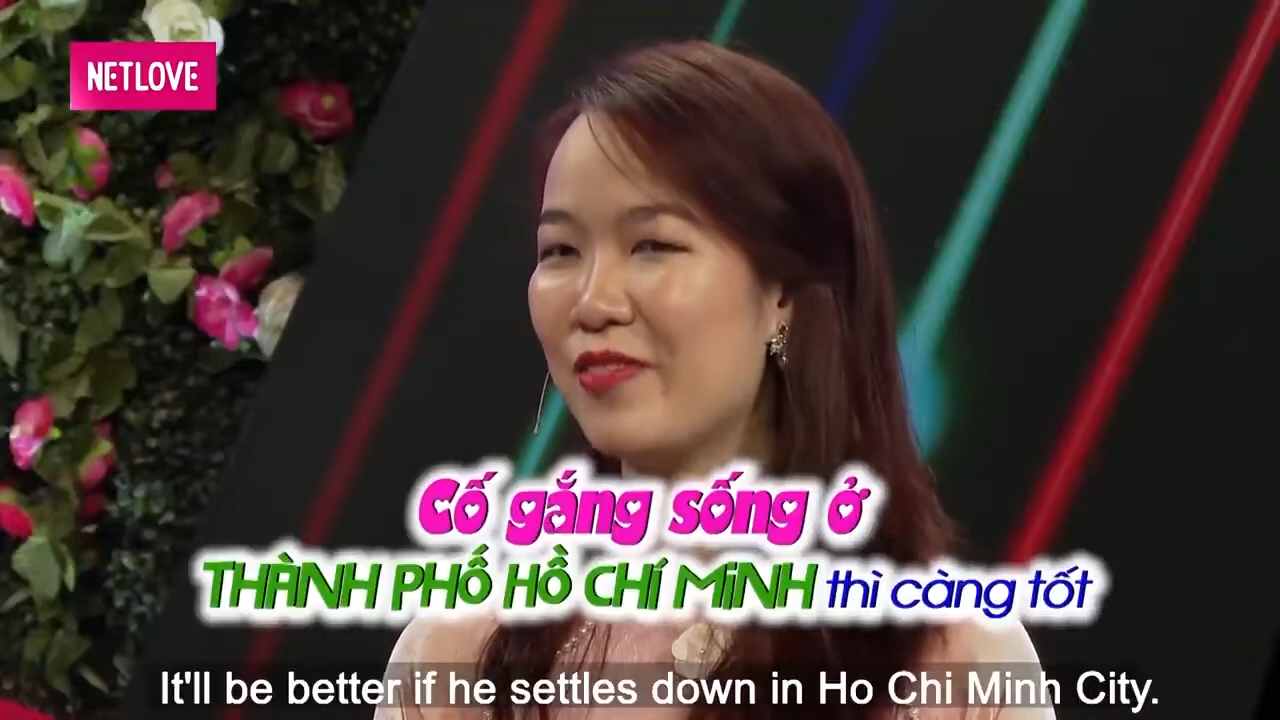 NETLOVE
Cố gắng sống ở
THÀNH PHỐ HỒ CHÍ MINH thì càng tốt
It'll be better if he settles down in Ho Chi Minh City.